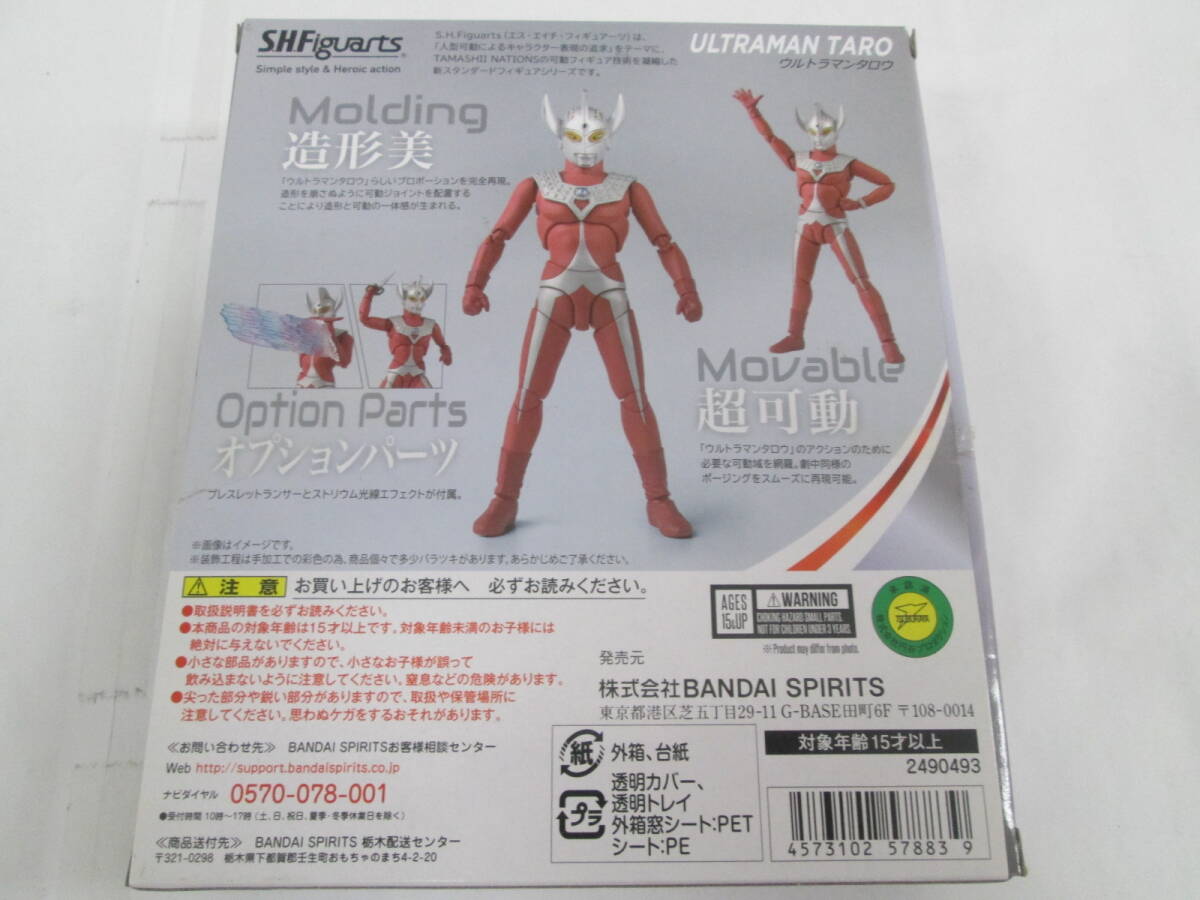 S.H.Figuarts
Simple style & Heroic action
S.H.Figuarts（エス・エイチ・フィギュアーツ）は、
「人型可動によるキャラクター表現の追求」をテーマに、
TAMASHII NATIONSの可動フィギュア技術を凝縮した
新スタンダードフィギュアシリーズです。
ULTRAMAN TARO
ウルトラマンタロウ
Molding
造形美
「ウルトラマンタロウ」らしいプロポーションを完全再現。
造形を崩さぬように可動ジョイントを配置する
ことにより造形と可動の一体感が生まれる。
Option Parts
オプションパーツ
ブレスレットランサーとストリウム光線エフェクトが付属。
Movable
超可動
「ウルトラマンタロウ」のアクションのために
必要な可動域を網羅。劇中同様の
ポージングをスムーズに再現可能。
※画像はイメージです。
※装飾工程は手加工での彩色の為、商品個々で多少バラツキがあります。あらかじめご了承ください。
注意 お買い上げのお客様へ 必ずお読みください。
●取扱説明書を必ずお読みください。
●本商品の対象年齢は15才以上です。対象年齢未満のお子様には
絶対に与えないでください。
●小さな部品がありますので、小さなお子様が誤って
飲み込まないように注意してください。窒息などの危険があります。
●尖った部分や鋭い部分がありますので、取扱や保管場所に
注意してください。思わぬケガをするおそれがあります。
≪お問い合わせ先≫ BANDAI SPIRITSお客様相談センター
Web http://support.bandaispirits.co.jp
ナビダイヤル 0570-078-001
●受付時間 10時～17時（土、日、祝日、夏季・冬季休業日を除く）
≪商品送付先≫ BANDAI SPIRITS 栃木配送センター
〒321-0298 栃木県下都賀郡壬生町おもちゃのまち4-2-20
AGES
15&UP
WARNING
CHOKING HAZARD-SMALL PARTS.
NOT FOR CHILDREN UNDER 3 YEARS.
※Product may differ from photo.
発売元
株式会社BANDAI SPIRITS
東京都港区芝五丁目29-11 G-BASE田町6F 〒108-0014
紙 外箱、台紙
プラ
透明カバー、
透明トレイ
外箱窓シート:PET
シート:PE
対象年齢15才以上
2490493
4573102 578839